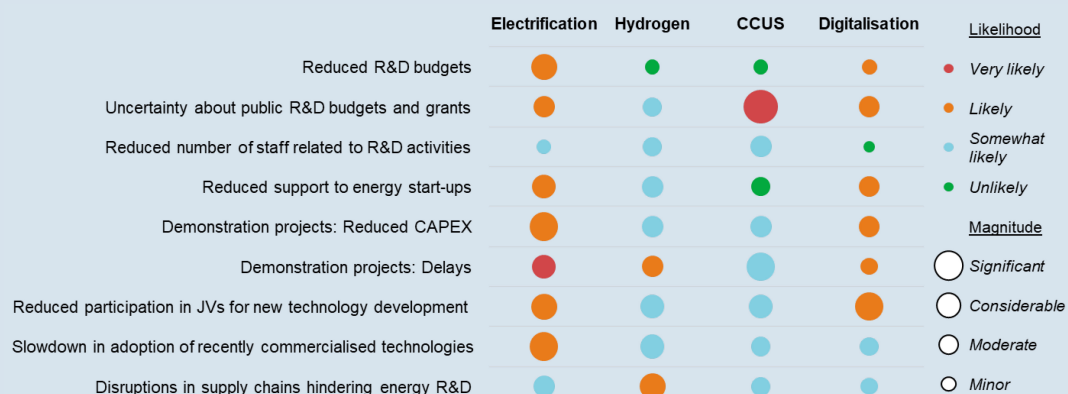 Electrification Hydrogen CCUS Digitalisation
Likelihood
Reduced R&D budgets
Very likely
Uncertainty about public R&D budgets and grants
Likely
Reduced number of staff related to R&D activities
Somewhat
likely
Reduced support to energy start-ups
Unlikely
Demonstration projects: Reduced CAPEX
Magnitude
Demonstration projects: Delays
Significant
Reduced participation in JVs for new technology development
Considerable
Slowdown in adoption of recently commercialised technologies
Moderate
Disruptions in supply chains hindering energy R&D
Minor